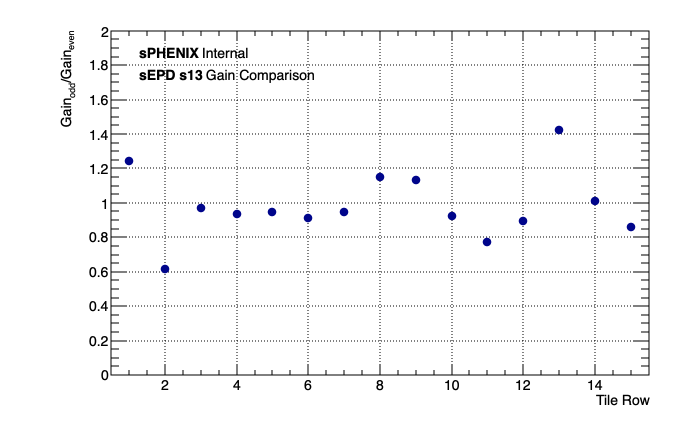 Gain_odd/Gain_even
sPHENIX Internal
sEPD s13 Gain Comparison
2
1.8
1.6
1.4
1.2
1
0.8
0.6
0.4
0.2
0
2 4 6 8 10 12 14
Tile Row